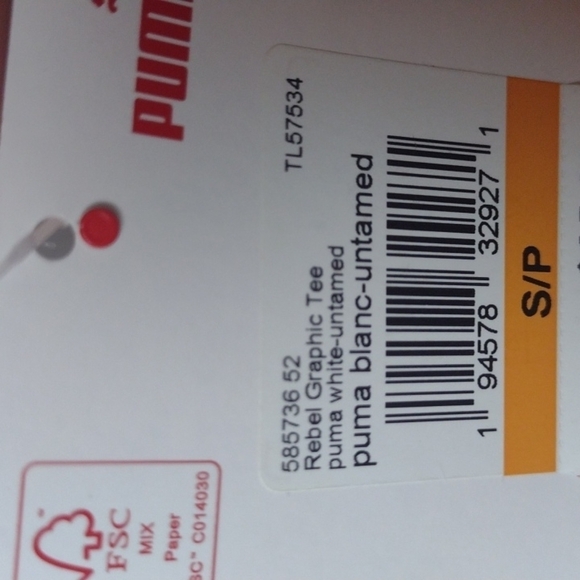 PUMA
585736 52 TL57534
Rebel Graphic Tee
puma white-untamed
puma blanc-untamed
1 94578 32927 1
S/P
FSC
MIX
Paper
FSC™ C014030